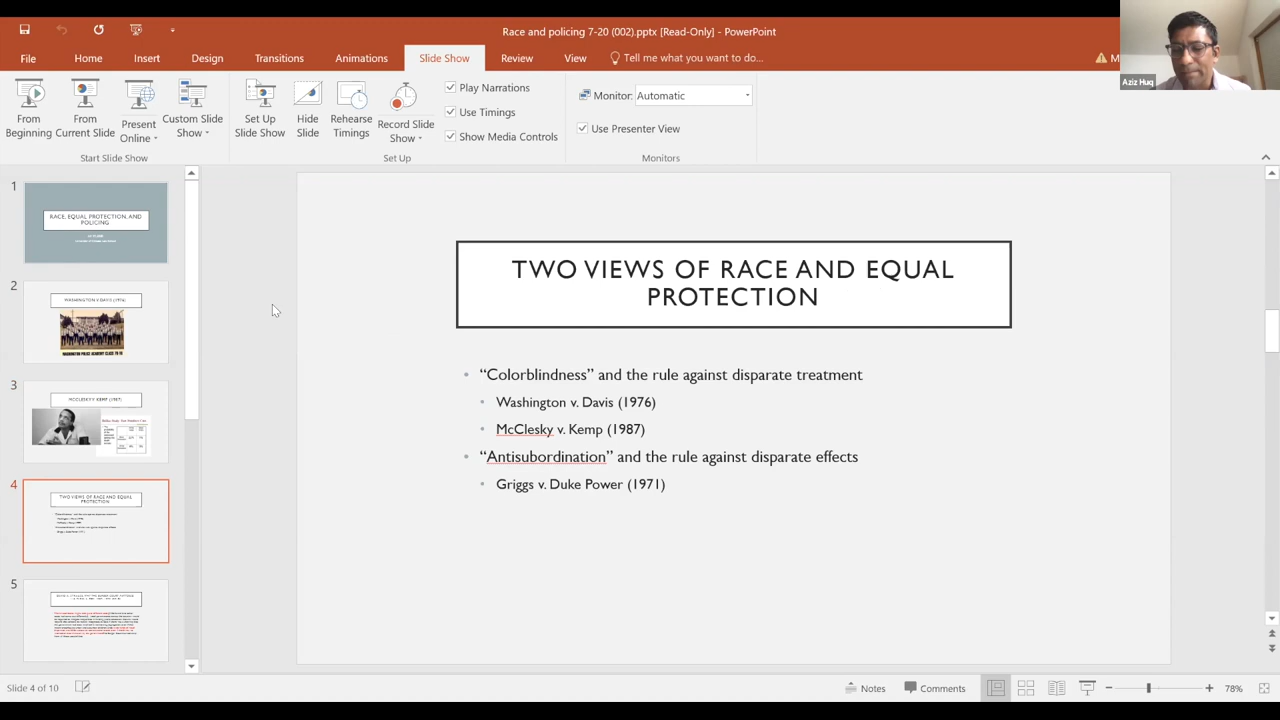 Race and policing 7-20 (002).pptx [Read-Only] - PowerPoint
File Home Insert Design Transitions Animations Slide Show Review View Tell me what you want to do...
Aziz Huq
From Beginning
From Current Slide
Present Online
Custom Slide Show
Set Up Slide Show
Hide Slide
Rehearse Timings
Record Slide Show
Play Narrations
Use Timings
Show Media Controls
Monitor: Automatic
Use Presenter View
Start Slide Show
Set Up
Monitors
1
RACE, EQUAL PROTECTION, AND
POLICING
2
WASHINGTON V. DAVIS (1976)
3
MCCLESKY V. KEMP (1987)
4
TWO VIEWS OF RACE AND EQUAL
PROTECTION
5
TWO VIEWS OF RACE AND EQUAL
PROTECTION
“Colorblindness” and the rule against disparate treatment
Washington v. Davis (1976)
McClesky v. Kemp (1987)
“Antisubordination” and the rule against disparate effects
Griggs v. Duke Power (1971)
Slide 4 of 10
Notes
Comments
78%